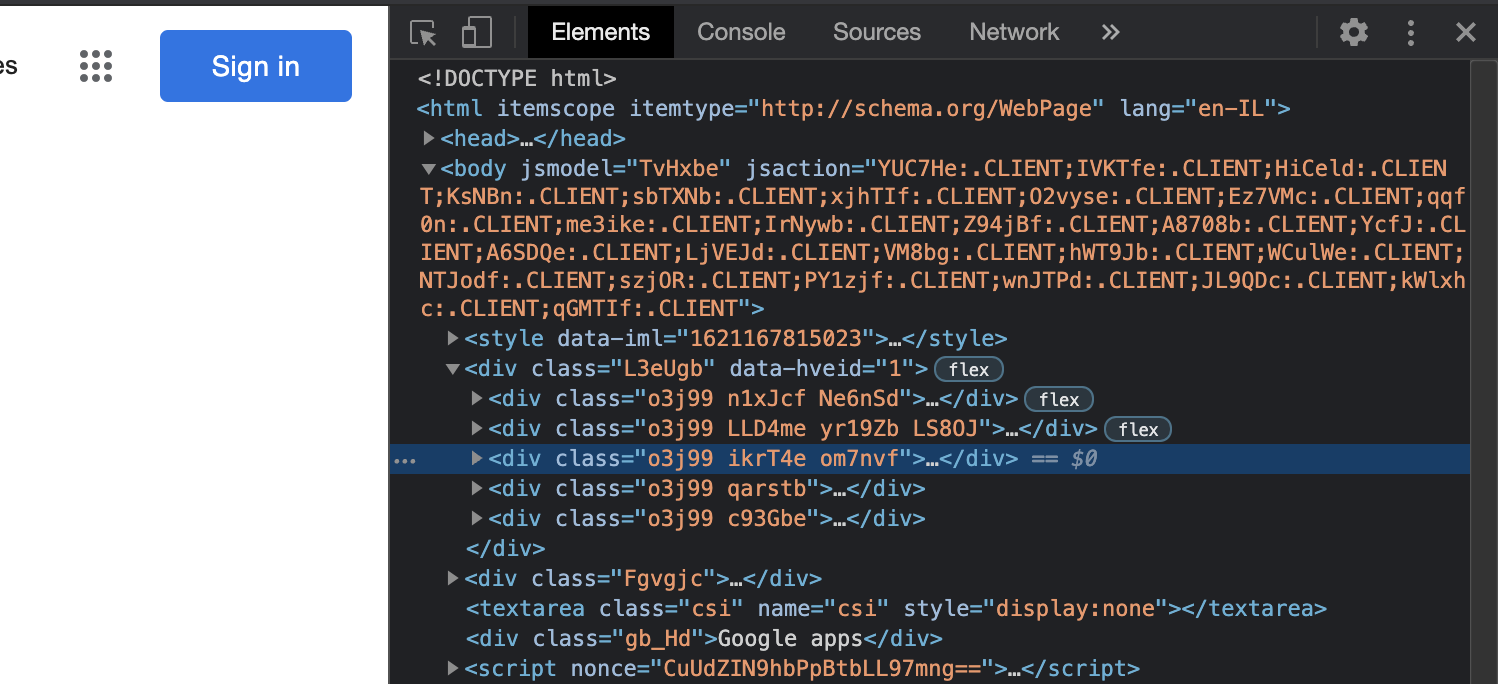 es
Sign in
Elements Console Sources Network »
<!DOCTYPE html>
<html itemscope itemtype="http://schema.org/WebPage" lang="en-IL">
<head>…</head>
<body jsmodel="TvHxbe" jsaction="YUC7He:.CLIENT;IVKTfe:.CLIENT;HiCeld:.CLIEN
T;KsNBn:.CLIENT;sbTXNb:.CLIENT;xjhTIf:.CLIENT;O2vyse:.CLIENT;Ez7VMc:.CLIENT;qqf
0n:.CLIENT;me3ike:.CLIENT;IrNywb:.CLIENT;Z94jBf:.CLIENT;A8708b:.CLIENT;YcfJ:.CL
IENT;A6SDQe:.CLIENT;LjVEJd:.CLIENT;VM8bg:.CLIENT;hWT9Jb:.CLIENT;WCulWe:.CLIENT;
NTJodf:.CLIENT;szjOR:.CLIENT;PY1zjf:.CLIENT;wnJTPd:.CLIENT;JL9QDc:.CLIENT;kWlxh
c:.CLIENT;qGMTIf:.CLIENT">
<style data-iml="1621167815023">…</style>
<div class="L3eUgb" data-hveid="1"> flex
<div class="o3j99 n1xJcf Ne6nSd">…</div> flex
<div class="o3j99 LLD4me yr19Zb LS8OJ">…</div> flex
… <div class="o3j99 ikrT4e om7nvf">…</div> == $0
<div class="o3j99 qarstb">…</div>
<div class="o3j99 c93Gbe">…</div>
</div>
<div class="Fgvgjc">…</div>
<textarea class="csi" name="csi" style="display:none"></textarea>
<div class="gb_Hd">Google apps</div>
<script nonce="CuUdZIN9hbPpBtbLL97mng==">…</script>